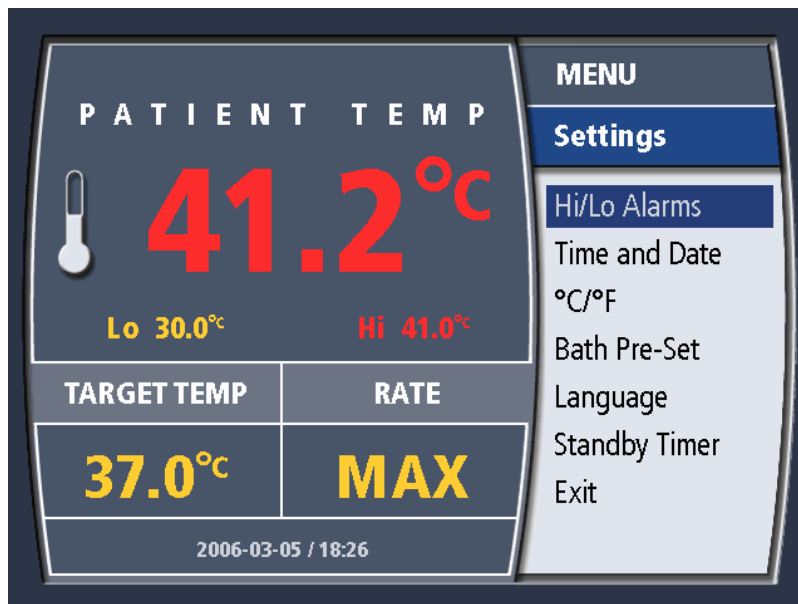 PATIENT TEMP
41.2°C
Lo 30.0°C
Hi 41.0°C
TARGET TEMP
RATE
37.0°C
MAX
2006-03-05 / 18:26
MENU
Settings
Hi/Lo Alarms
Time and Date
°C/°F
Bath Pre-Set
Language
Standby Timer
Exit